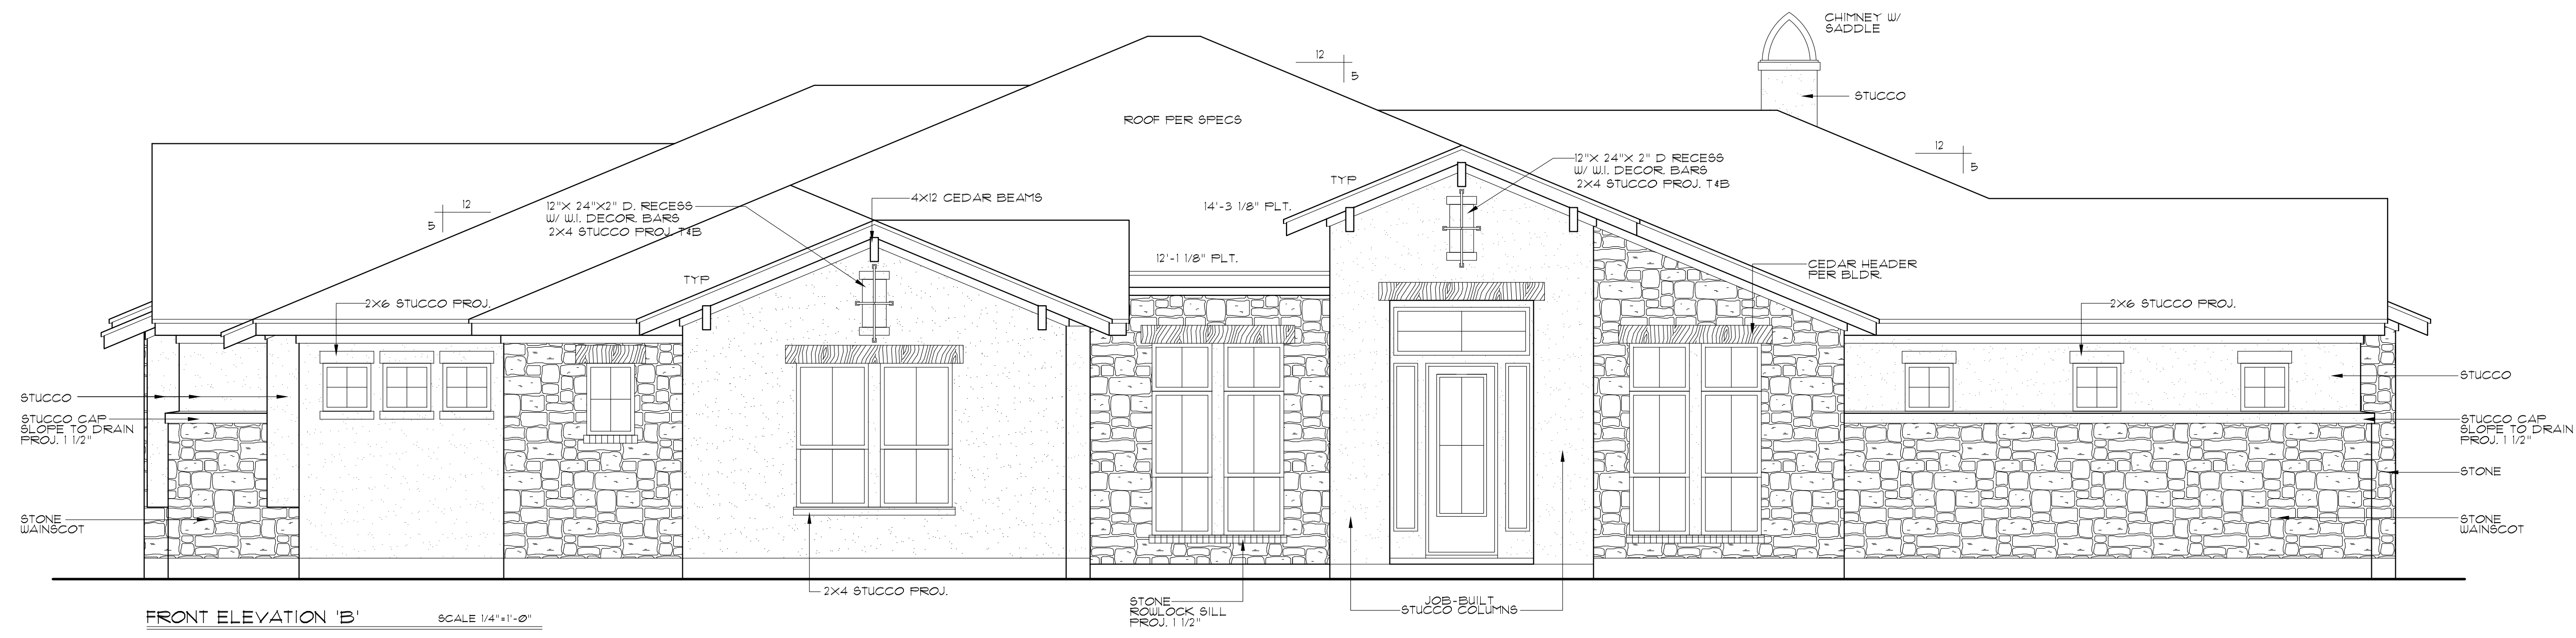 CHIMNEY W/
SADDLE
12
5
STUCCO
ROOF PER SPECS
12
5
12"X 24"X 2" D RECESS
W/ W.I. DECOR. BARS
2X4 STUCCO PROJ. T&B
TYP
4X12 CEDAR BEAMS
12
5
12"X 24"X2" D. RECESS
W/ W.I. DECOR. BARS
2X4 STUCCO PROJ. T&B
14'-3 1/8" PLT.
12'-1 1/8" PLT.
CEDAR HEADER
PER BLDR.
TYP
2X6 STUCCO PROJ.
2X6 STUCCO PROJ.
STUCCO
STUCCO
STUCCO CAP
SLOPE TO DRAIN
PROJ. 1 1/2"
STUCCO CAP
SLOPE TO DRAIN
PROJ. 1 1/2"
STONE
STONE
WAINSCOT
STONE
WAINSCOT
2X4 STUCCO PROJ.
STONE
ROWLOCK SILL
PROJ. 1 1/2"
JOB-BUILT
STUCCO COLUMNS
FRONT ELEVATION 'B'
SCALE 1/4"=1'-0"